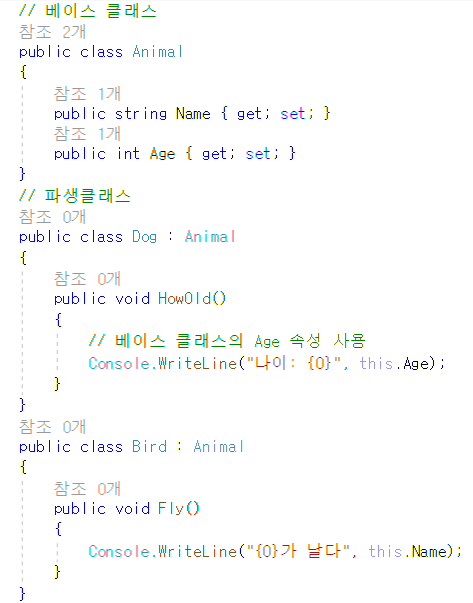 // 베이스 클래스
참조 2개
public class Animal
{
참조 1개
public string Name { get; set; }
참조 1개
public int Age { get; set; }
}
// 파생클래스
참조 0개
public class Dog : Animal
{
참조 0개
public void HowOld()
{
// 베이스 클래스의 Age 속성 사용
Console.WriteLine("나이: {0}", this.Age);
}
}
참조 0개
public class Bird : Animal
{
참조 0개
public void Fly()
{
Console.WriteLine("{0}가 날다", this.Name);
}
}